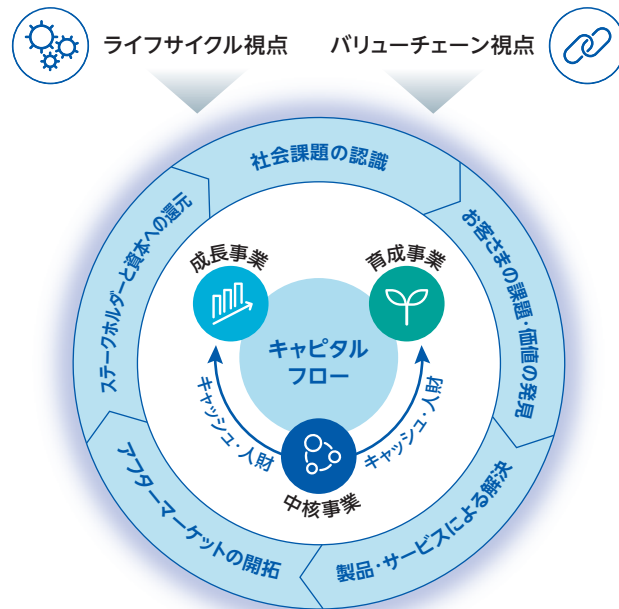 ライフサイクル視点
バリューチェーン視点
社会課題の認識
お客さまの課題・価値の発見
製品・サービスによる解決
アフターマーケットの開拓
ステークホルダーと資本への還元
成長事業
育成事業
キャピタル
フロー
キャッシュ・人財
キャッシュ・人財
中核事業